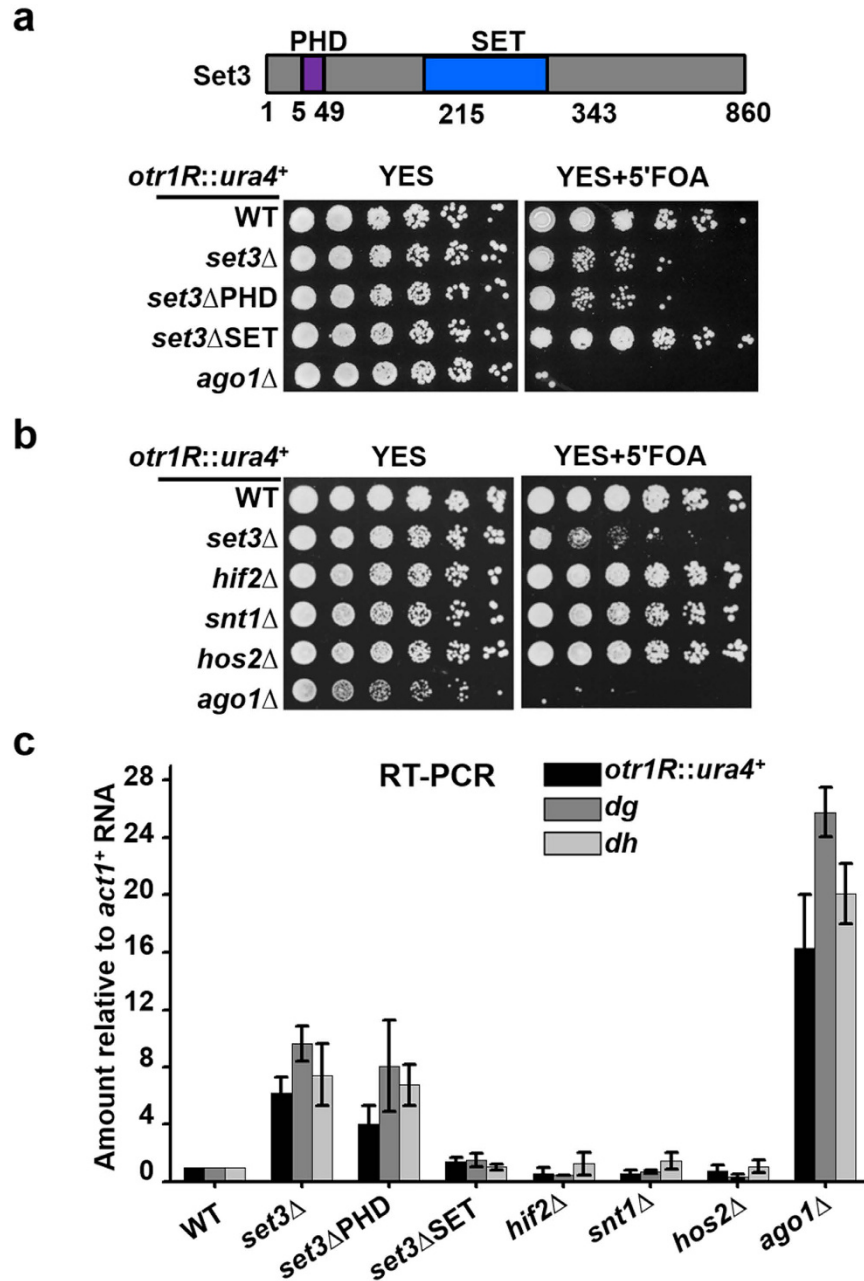 a
PHD SET
Set3
1 5 49 215 343 860
otr1R::ura4+ YES YES+5'FOA
WT
set3Δ
set3ΔPHD
set3ΔSET
ago1Δ
b
otr1R::ura4+ YES YES+5'FOA
WT
set3Δ
hif2Δ
snt1Δ
hos2Δ
ago1Δ
c
RT-PCR
otr1R::ura4+
dg
dh
Amount relative to act1+ RNA
28
24
20
16
12
8
4
0
WT set3Δ set3ΔPHD set3ΔSET hif2Δ snt1Δ hos2Δ ago1Δ